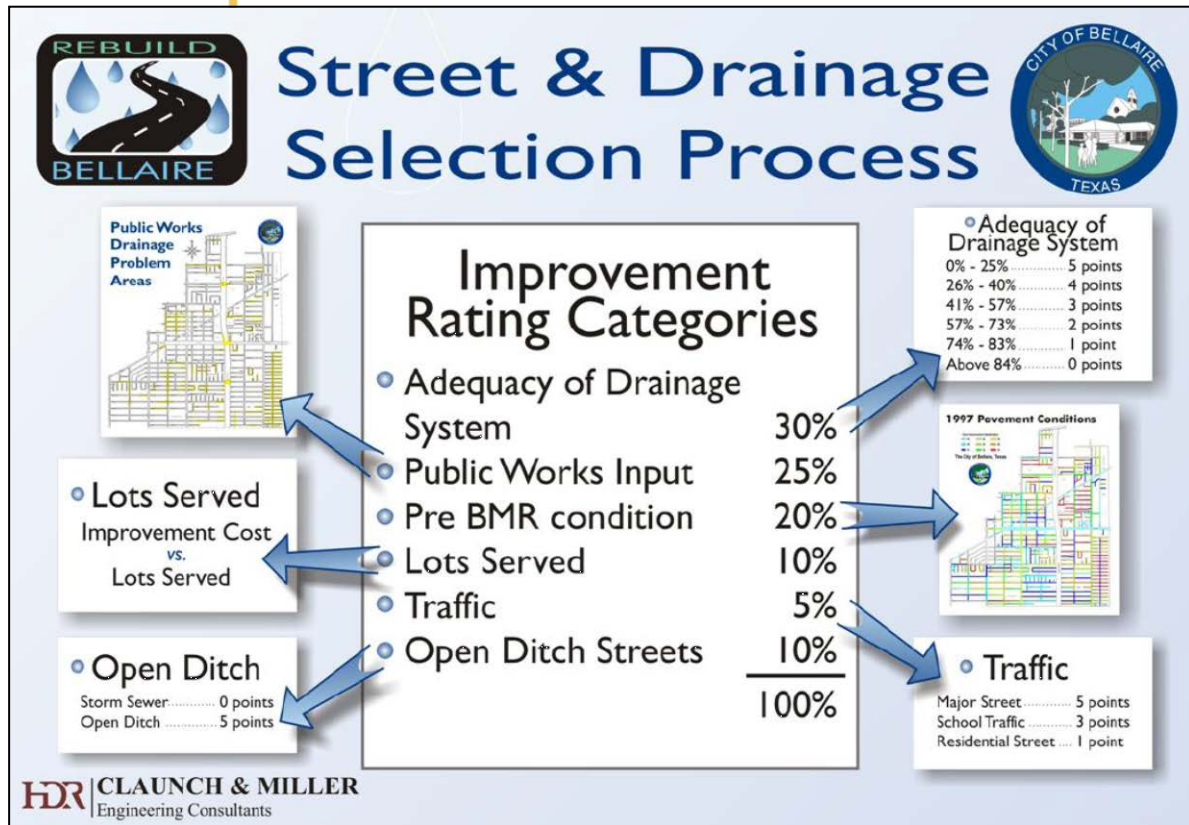 REBUILD
BELLAIRE
Street & Drainage
Selection Process
CITY OF BELLAIRE
TEXAS
Public Works
Drainage
Problem
Areas
Lots Served
Improvement Cost
vs.
Lots Served
Open Ditch
Storm Sewer ............ 0 points
Open Ditch ............ 5 points
Improvement
Rating Categories
Adequacy of Drainage
System 30%
Public Works Input 25%
Pre BMR condition 20%
Lots Served 10%
Traffic 5%
Open Ditch Streets 10%
100%
Adequacy of
Drainage System
0% - 25% ............ 5 points
26% - 40% ............ 4 points
41% - 57% ............ 3 points
57% - 73% ............ 2 points
74% - 83% ............ 1 point
Above 84% ............ 0 points
1997 Pavement Conditions
The City of Bellaire, Texas
Traffic
Major Street ............ 5 points
School Traffic ............ 3 points
Residential Street .... 1 point
HDR CLAUNCH & MILLER
Engineering Consultants